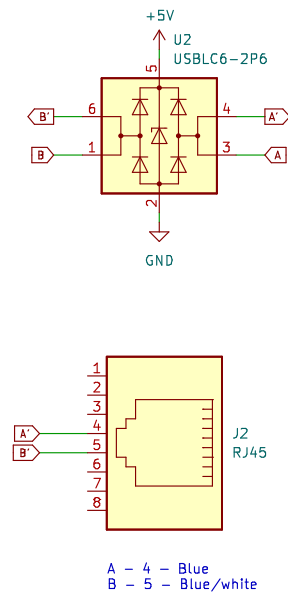 +5V
U2
USBLC6-2P6
5
B' 6 4 A'
B 1 3 A
2
GND
1
2
3
A' 4 J2
B' 5 RJ45
6
7
8
A - 4 - Blue
B - 5 - Blue/white